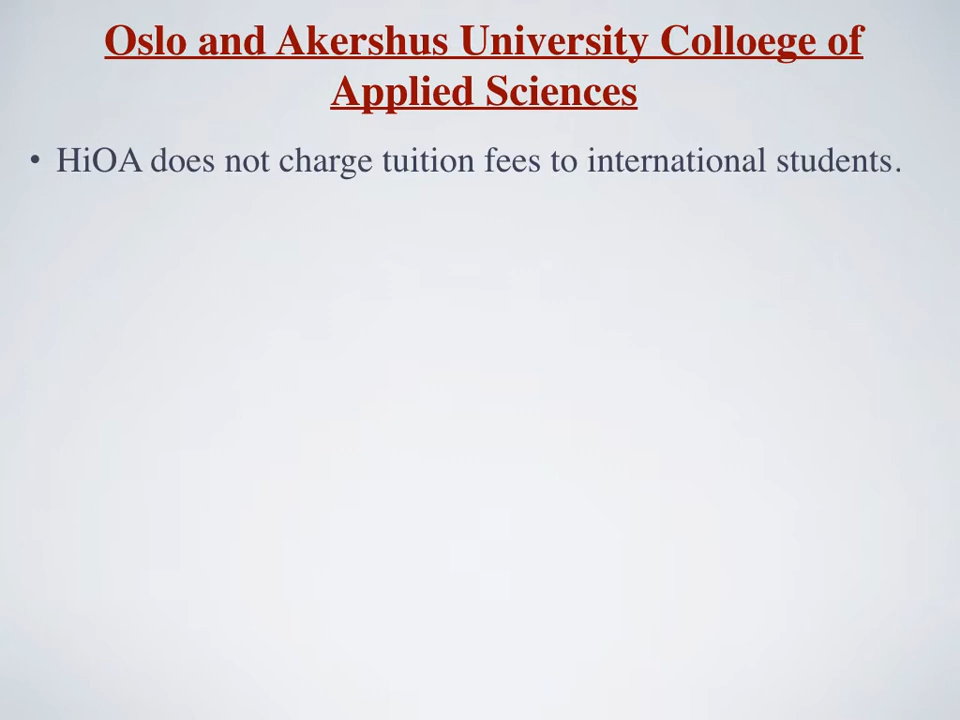 Oslo and Akershus University Colloege of
Applied Sciences
• HiOA does not charge tuition fees to international students.